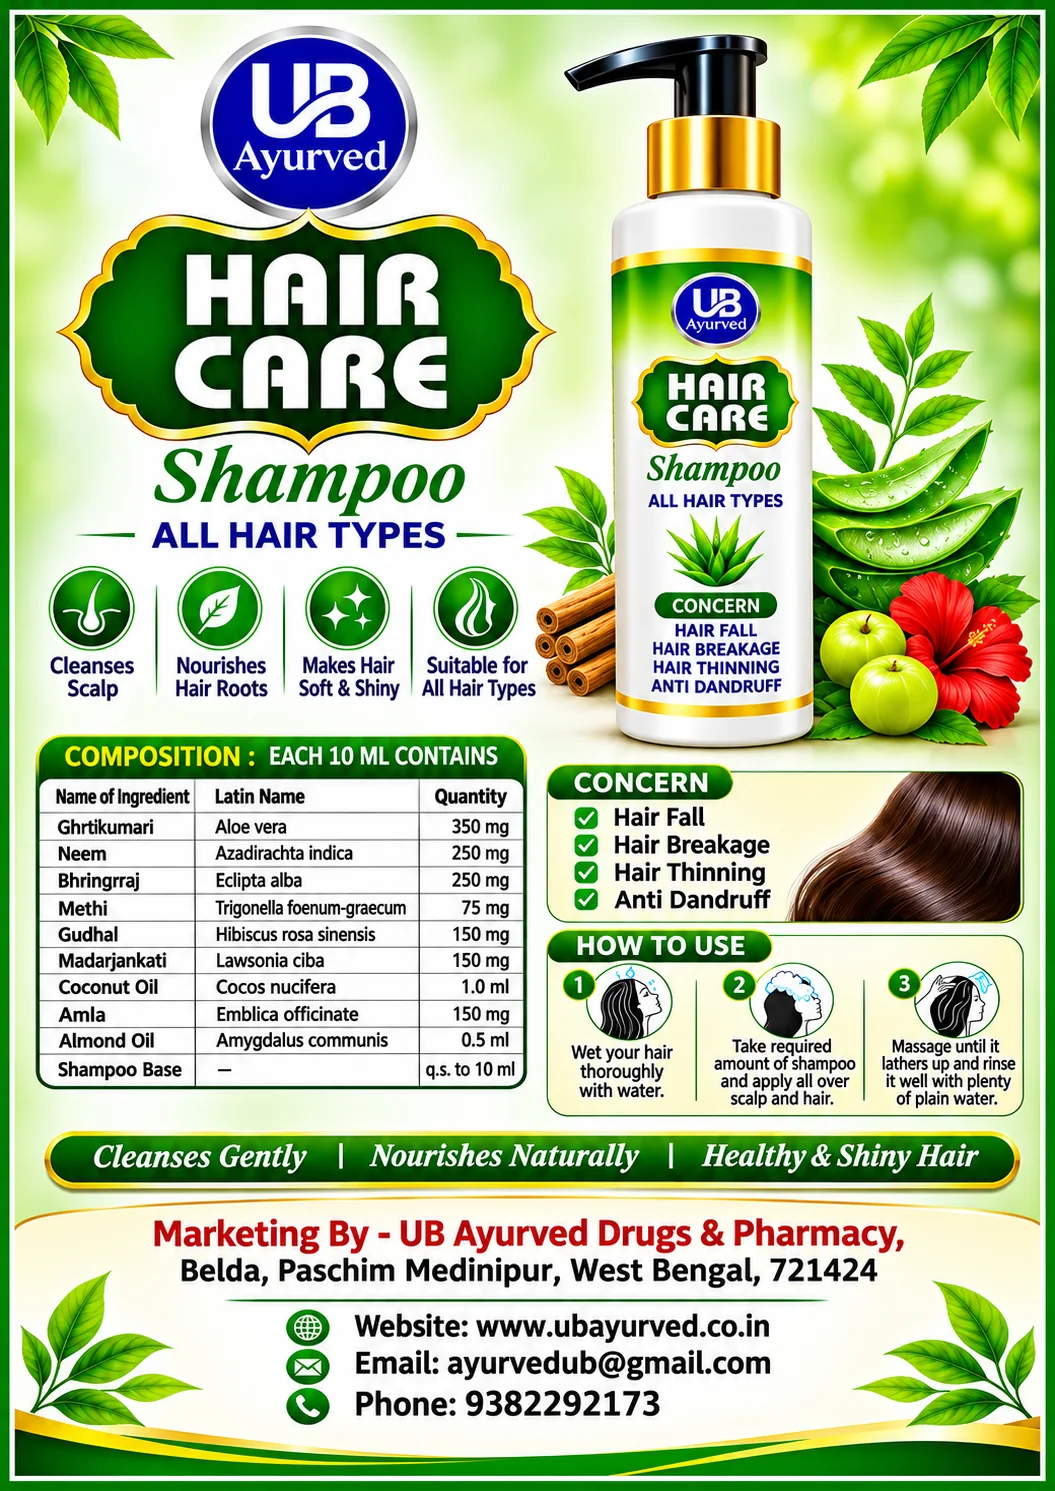 UB
Ayurved
HAIR
CARE
Shampoo
ALL HAIR TYPES
Cleanses
Scalp
Nourishes
Hair Roots
Makes Hair
Soft & Shiny
Suitable for
All Hair Types
UB
Ayurved
HAIR
CARE
Shampoo
ALL HAIR TYPES
CONCERN
HAIR FALL
HAIR BREAKAGE
HAIR THINNING
ANTI DANDRUFF
COMPOSITION : EACH 10 ML CONTAINS
Name of Ingredient Latin Name Quantity
Ghrtikumari Aloe vera 350 mg
Neem Azadirachta indica 250 mg
Bhringrraj Eclipta alba 250 mg
Methi Trigonella foenum-graecum 75 mg
Gudhal Hibiscus rosa sinensis 150 mg
Madarjankati Lawsonia ciba 150 mg
Coconut Oil Cocos nucifera 1.0 ml
Amla Emblica officinate 150 mg
Almond Oil Amygdalus communis 0.5 ml
Shampoo Base — q.s. to 10 ml
CONCERN
Hair Fall
Hair Breakage
Hair Thinning
Anti Dandruff
HOW TO USE
1
Wet your hair
thoroughly
with water.
2
Take required
amount of shampoo
and apply all over
scalp and hair.
3
Massage until it
lathers up and rinse
it well with plenty
of plain water.
Cleanses Gently | Nourishes Naturally | Healthy & Shiny Hair
Marketing By - UB Ayurved Drugs & Pharmacy,
Belda, Paschim Medinipur, West Bengal, 721424
Website: www.ubayurved.co.in
Email: ayurvedub@gmail.com
Phone: 9382292173